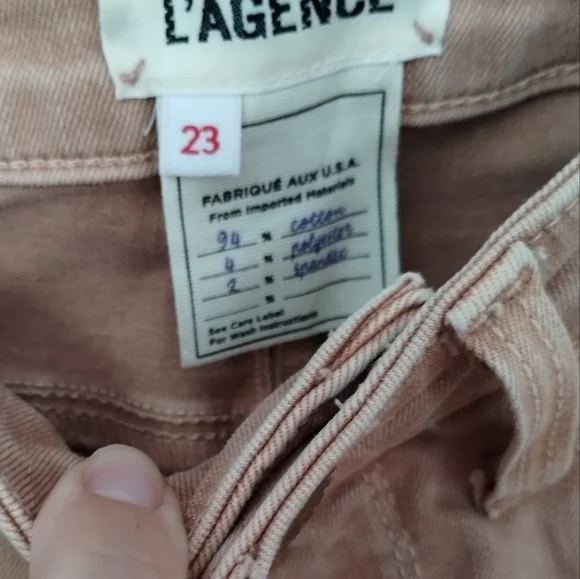 L'AGENCE
23
FABRIQUÉ AUX U.S.A.
From Imported Materials
94 % cotton
4 % polyester
2 % spandex
%
See Care Label
For Wash Instructions